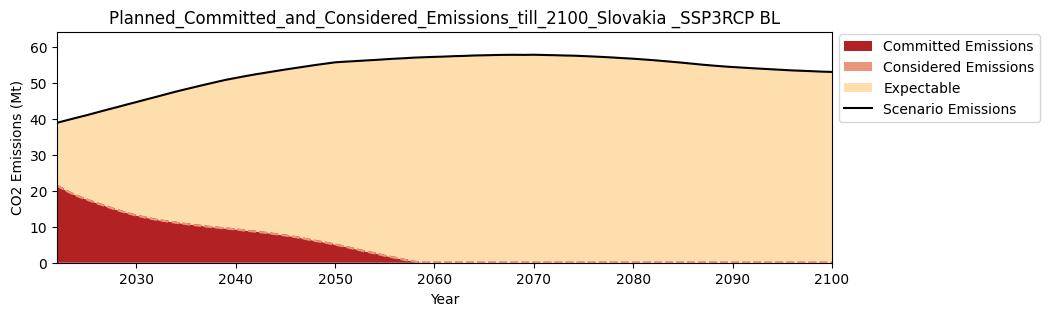 Planned_Committed_and_Considered_Emissions_till_2100_Slovakia _SSP3RCP BL
CO2 Emissions (Mt)
60
50
40
30
20
10
0
2030 2040 2050 2060 2070 2080 2090 2100
Year
Committed Emissions
Considered Emissions
Expectable
Scenario Emissions